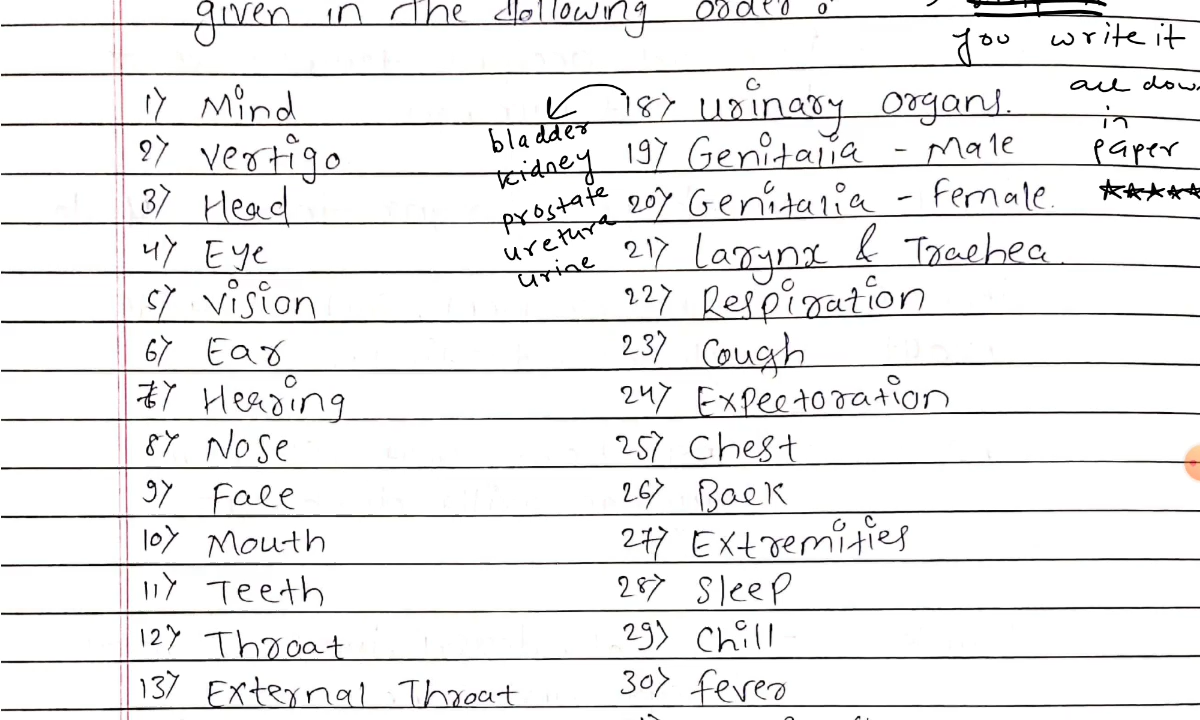 given in the following order :
you write it
all down
in
paper
*****
1) Mind
2) Vertigo
3) Head
4) Eye
5) Vision
6) Ear
7) Hearing
8) Nose
9) Face
10) Mouth
11) Teeth
12) Throat
13) External Throat
18) urinary organs.
bladder
kidney
prostate
uretura
urine
19) Genitalia - Male
20) Genitalia - Female.
21) Larynx & Trachea.
22) Respiration
23) Cough
24) Expectoration
25) Chest
26) Back
27) Extremities
28) Sleep
29) Chill
30) fever